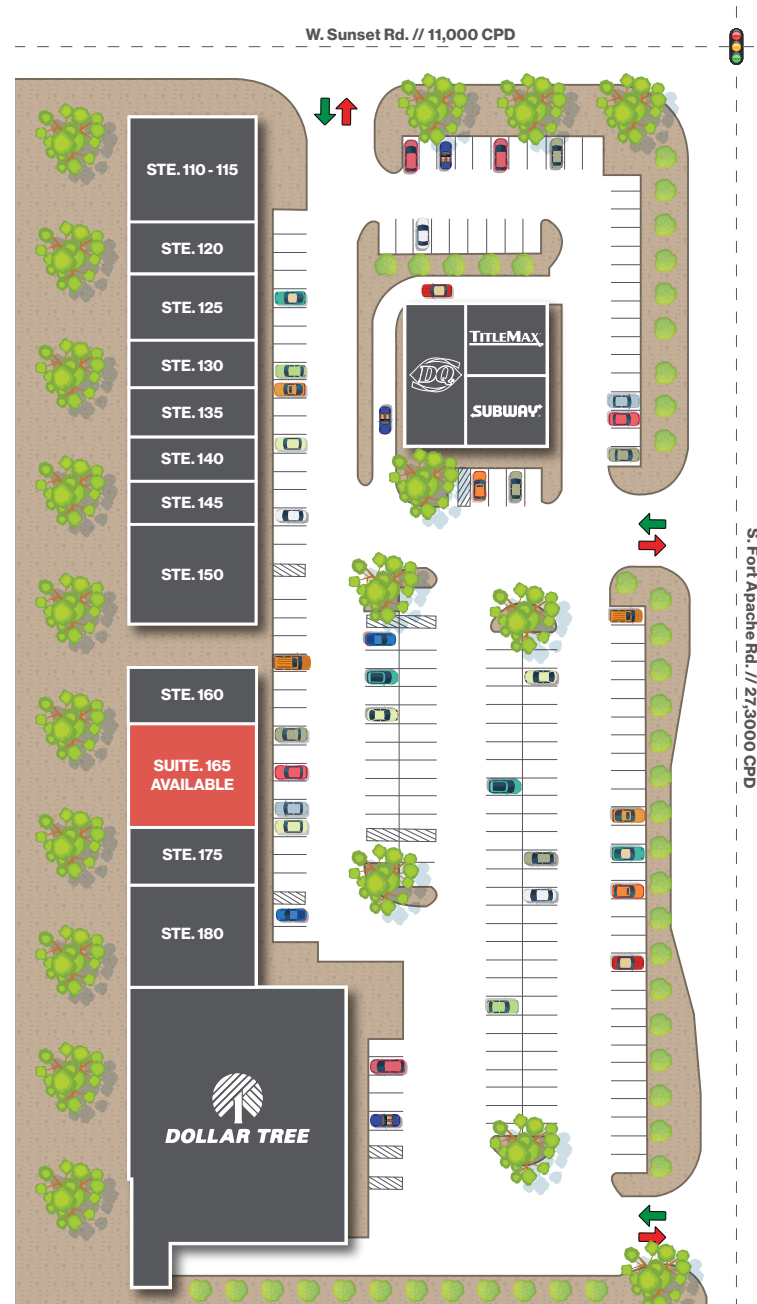 W. Sunset Rd. // 11,000 CPD
STE. 110 - 115
STE. 120
STE. 125
STE. 130
STE. 135
STE. 140
STE. 145
STE. 150
DQ
TITLEMAX
SUBWAY
S. Fort Apache Rd. // 27,3000 CPD
STE. 160
SUITE. 165
AVAILABLE
STE. 175
STE. 180
DOLLAR TREE